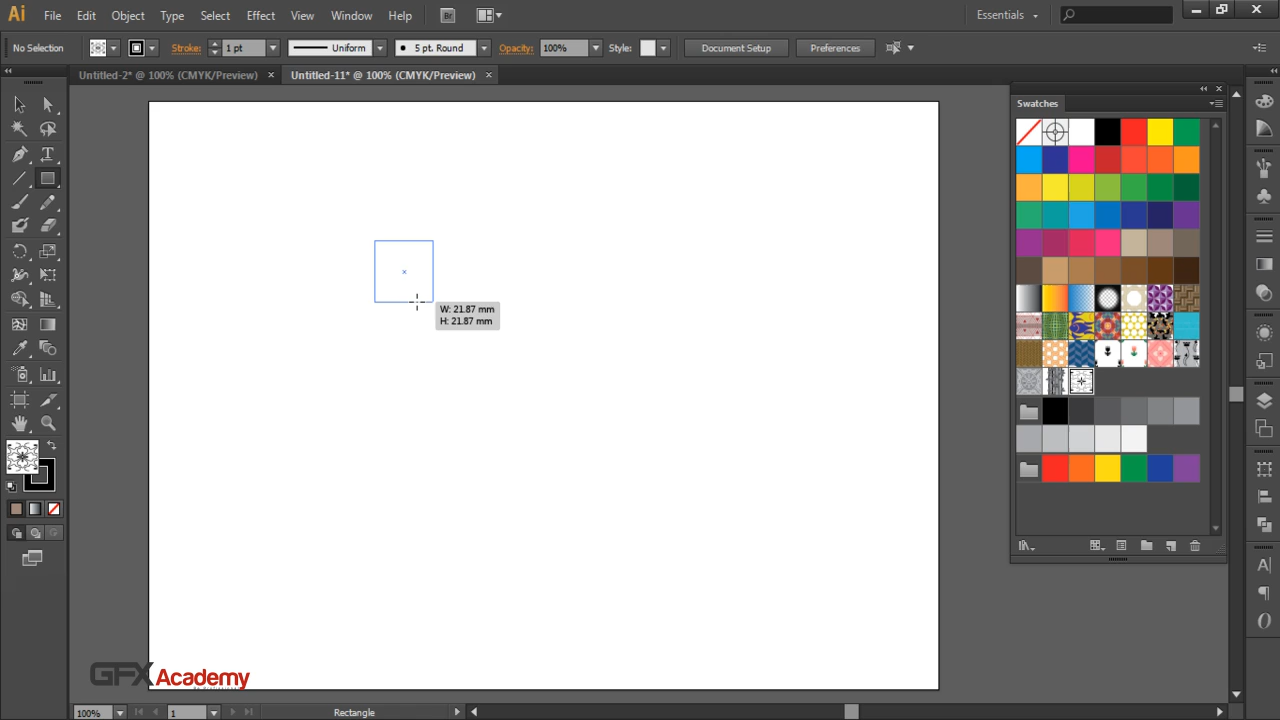 Ai File Edit Object Type Select Effect View Window Help Br Essentials
No Selection Stroke: 1 pt Uniform 5 pt. Round Opacity: 100% Style: Document Setup Preferences
Untitled-2* @ 100% (CMYK/Preview) × Untitled-11* @ 100% (CMYK/Preview) ×
Swatches
W: 21.87 mm
H: 21.87 mm
GFX Academy
100% 1 Rectangle